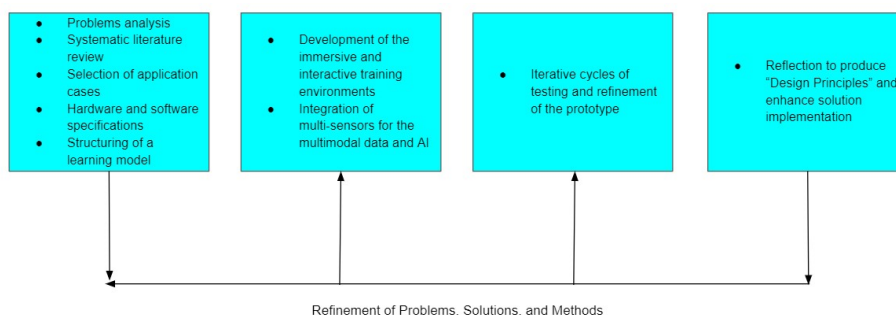 ● Problems analysis
● Systematic literature
review
● Selection of application
cases
● Hardware and software
specifications
● Structuring of a
learning model
● Development of the
immersive and
interactive training
environments
● Integration of
multi-sensors for the
multimodal data and AI
● Iterative cycles of
testing and refinement
of the prototype
● Reflection to produce
"Design Principles" and
enhance solution
implementation
Refinement of Problems, Solutions, and Methods